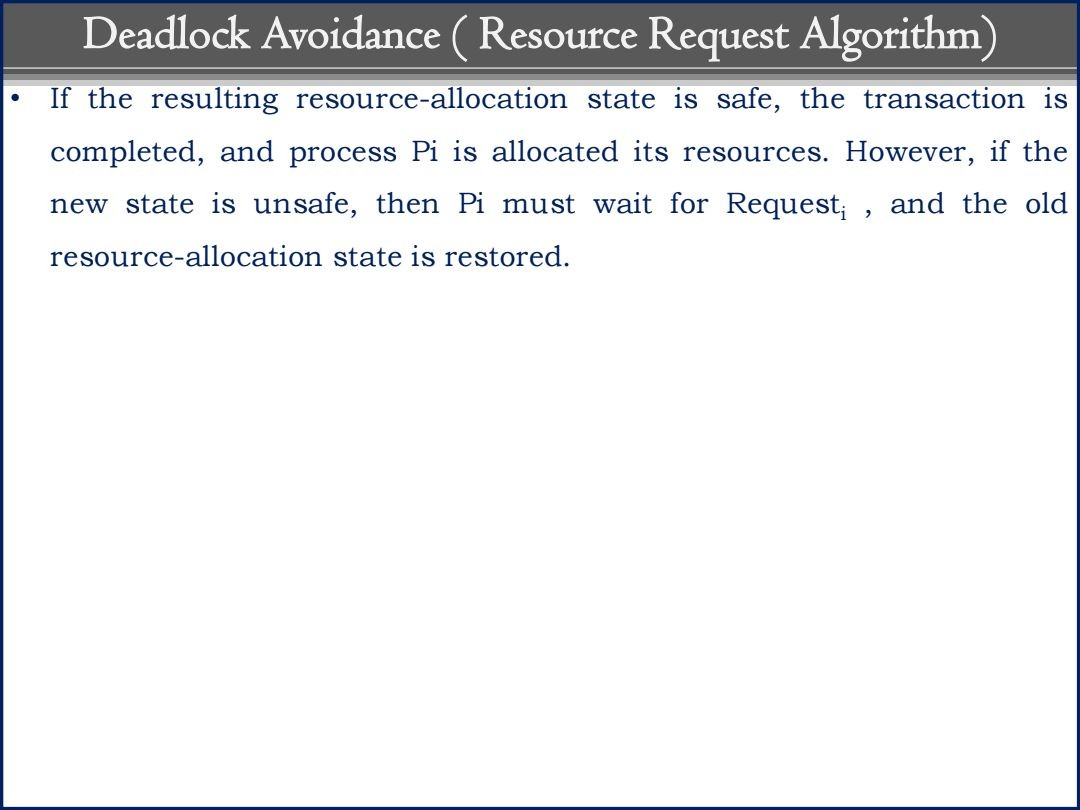 Deadlock Avoidance ( Resource Request Algorithm)
• If the resulting resource-allocation state is safe, the transaction is
completed, and process Pi is allocated its resources. However, if the
new state is unsafe, then Pi must wait for Requesti , and the old
resource-allocation state is restored.